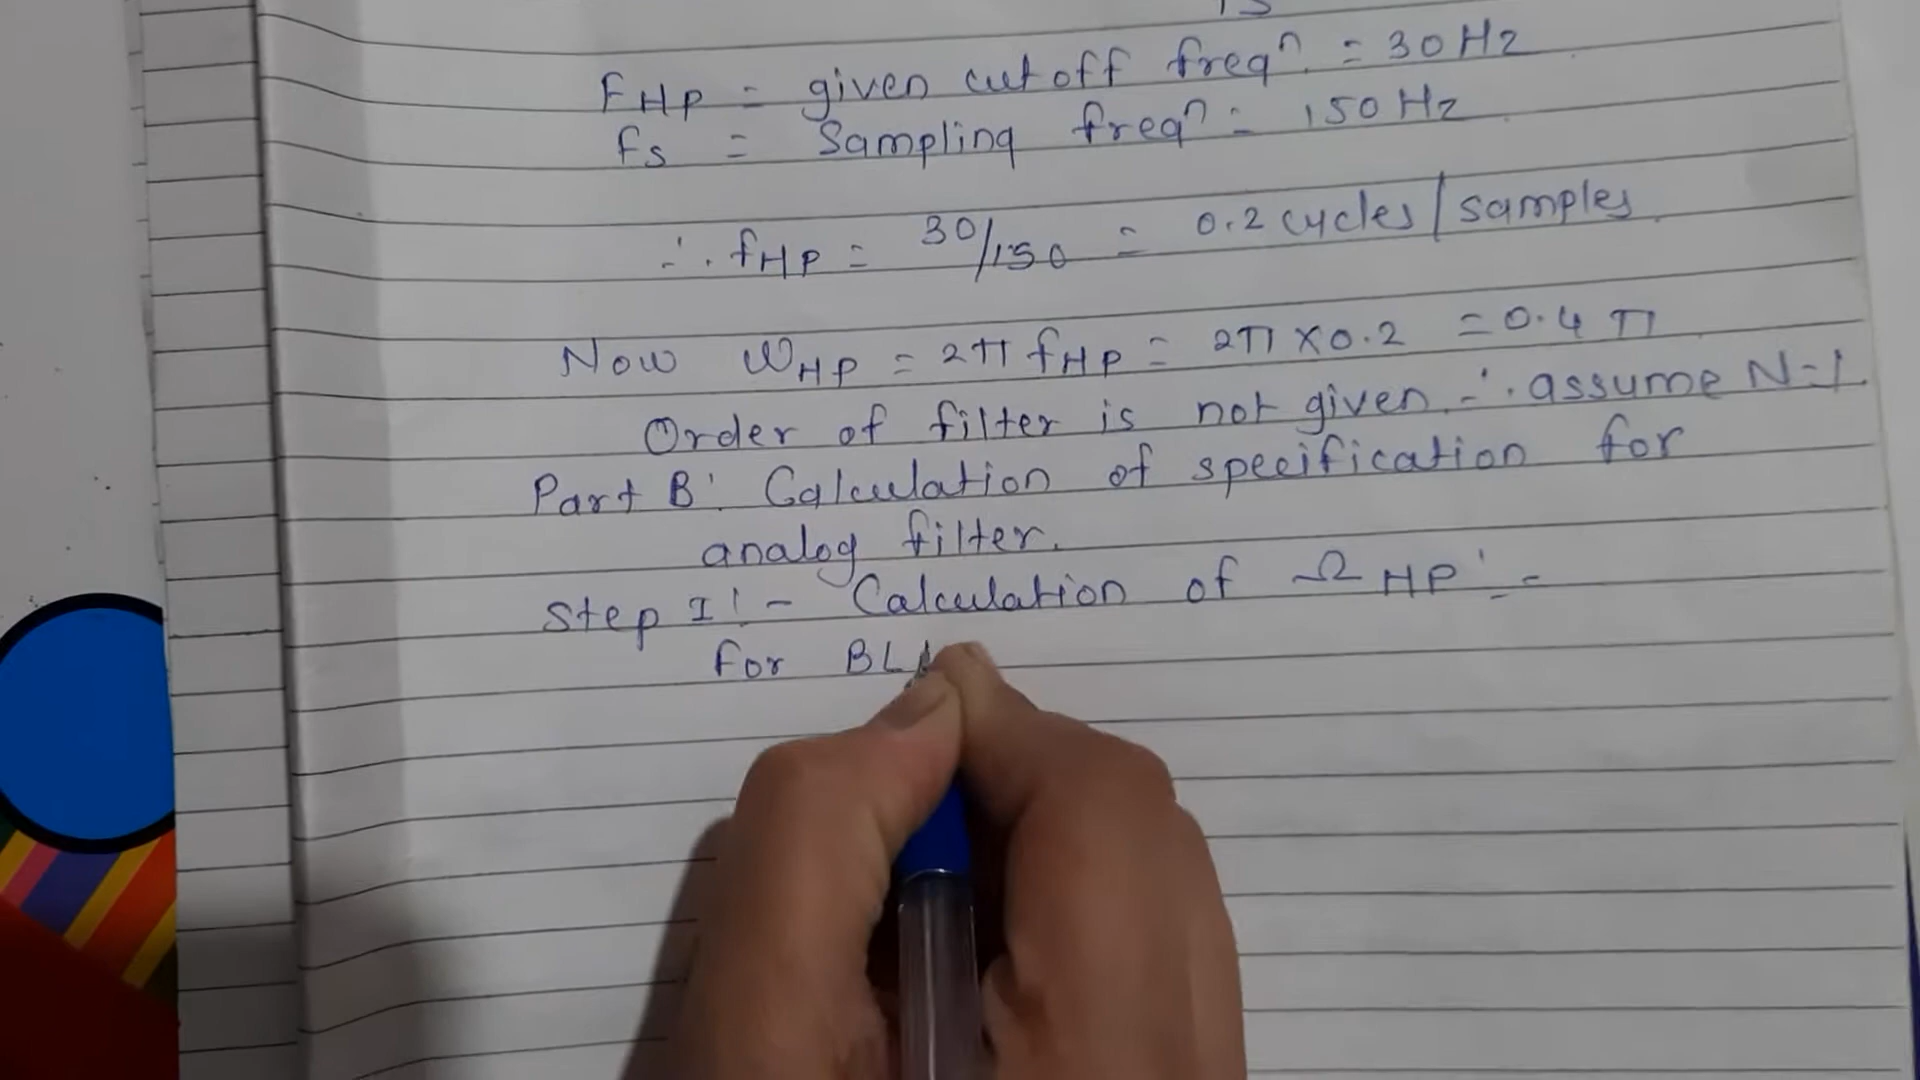 FHP = given cut off freqⁿ. = 30 Hz
fs = Sampling freqⁿ = 150 Hz
∴ fHP = 30/150 = 0.2 cycles/samples
Now ωHP = 2π fHP = 2π × 0.2 = 0.4 π
Order of filter is not given ∴ assume N=1.
Part B: Calculation of specification for
analog filter.
Step I :- Calculation of Ω HP :-
For BL